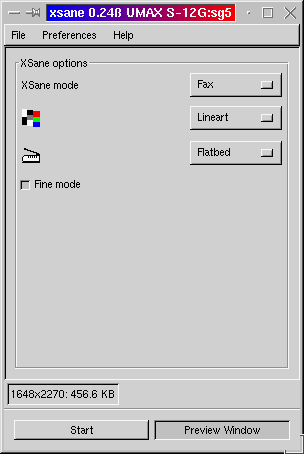 xsane 0.24ß UMAX S-12G:sg5
File Preferences Help
XSane options
XSane mode Fax
Lineart
Flatbed
Fine mode
1648x2270: 456.6 KB
Start Preview Window